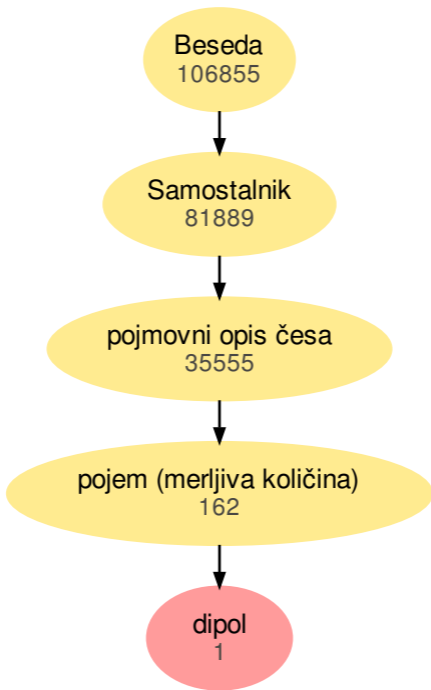 Beseda
106855
Samostalnik
81889
pojmovni opis česa
35555
pojem (merljiva količina)
162
dipol
1